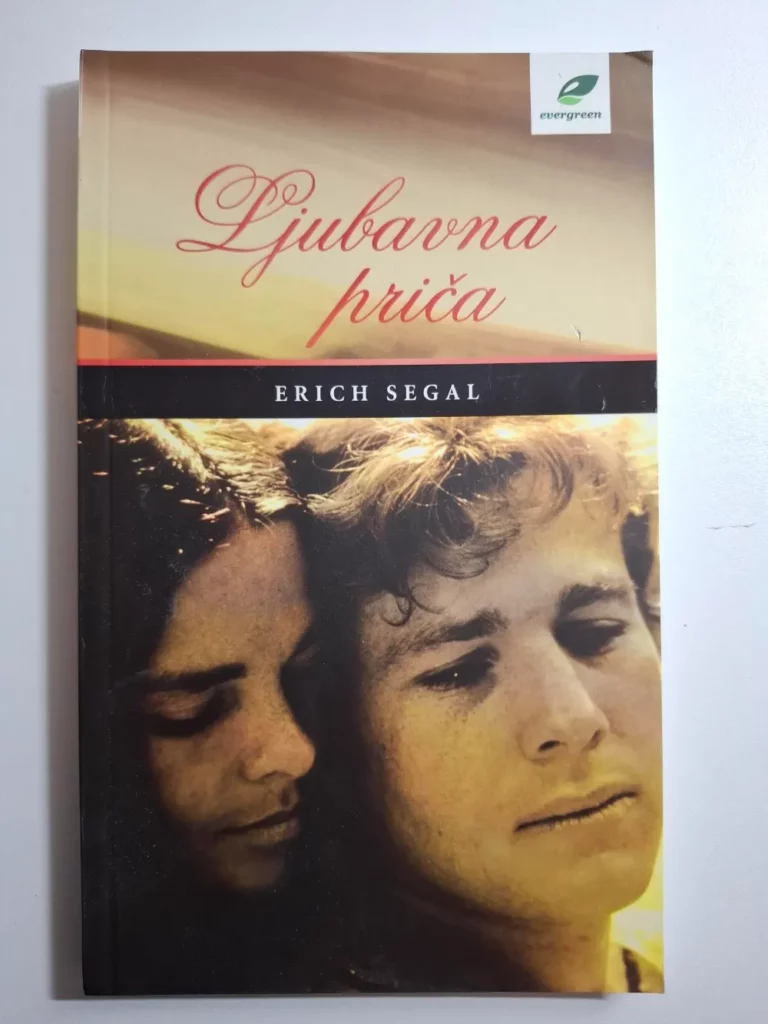 evergreen
Ljubavna
priča
ERICH SEGAL